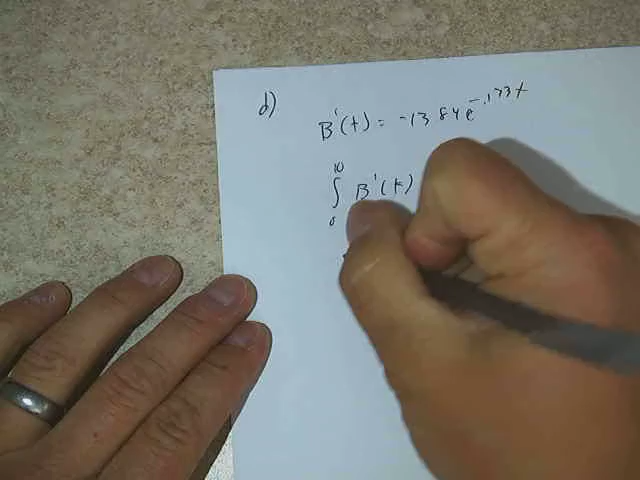 d)
B'(t) = -13.84e^-.173t
∫₀¹⁰ B'(t)